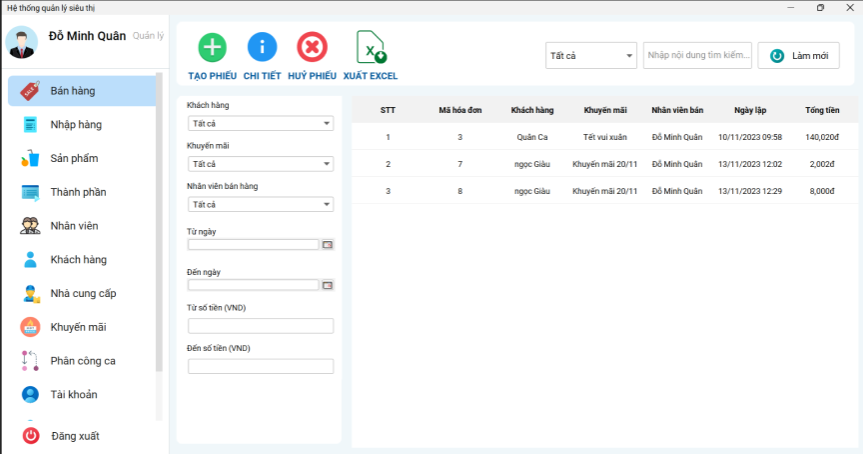 Hệ thống quản lý siêu thị
Đỗ Minh Quân Quản lý
Bán hàng
Nhập hàng
Sản phẩm
Thành phần
Nhân viên
Khách hàng
Nhà cung cấp
Khuyến mãi
Phân công ca
Tài khoản
Đăng xuất
TẠO PHIẾU CHI TIẾT HUỶ PHIẾU XUẤT EXCEL
Tất cả Nhập nội dung tìm kiếm... Làm mới
Khách hàng
Tất cả
Khuyến mãi
Tất cả
Nhân viên bán hàng
Tất cả
Từ ngày
Đến ngày
Từ số tiền (VND)
Đến số tiền (VND)
STT Mã hóa đơn Khách hàng Khuyến mãi Nhân viên bán Ngày lập Tổng tiền
1 3 Quân Ca Tết vui xuân Đỗ Minh Quân 10/11/2023 09:58 140,020đ
2 7 ngọc Giàu Khuyến mãi 20/11 Đỗ Minh Quân 13/11/2023 12:02 2,002đ
3 8 ngọc Giàu Khuyến mãi 20/11 Đỗ Minh Quân 13/11/2023 12:29 8,000đ